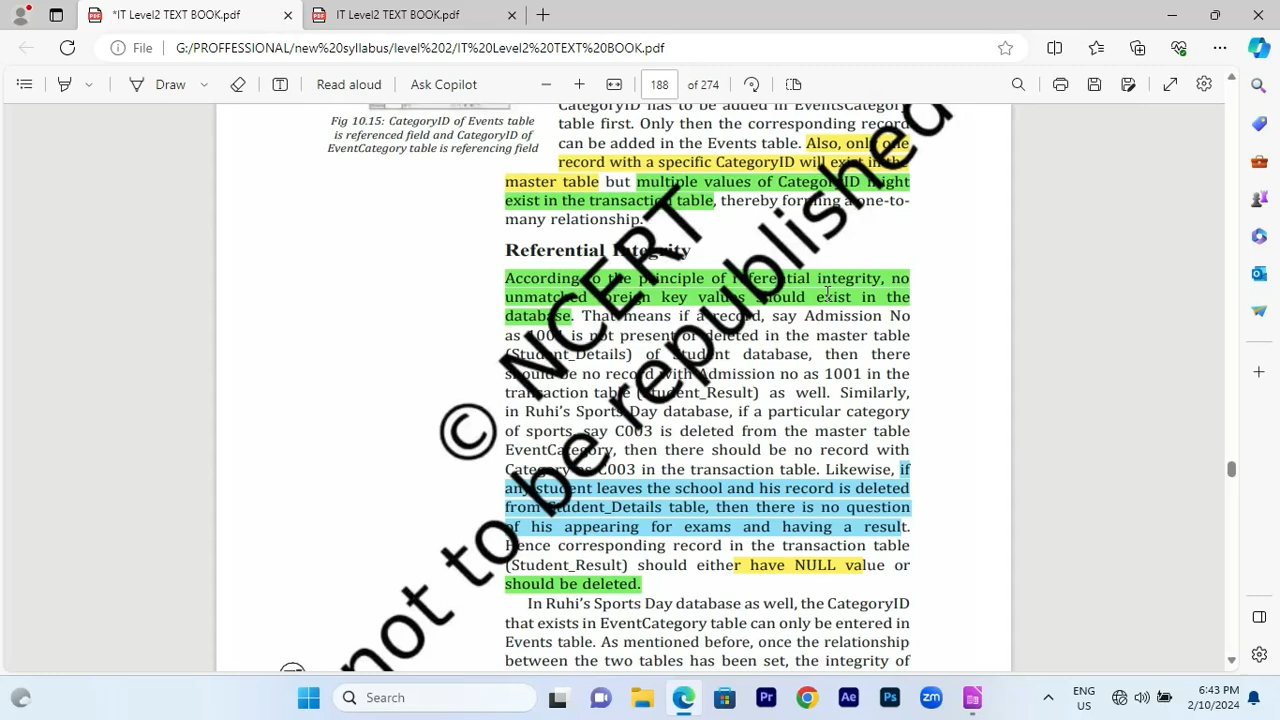 *IT Level2 TEXT BOOK.pdf
IT Level2 TEXT BOOK.pdf
File
G:/PROFFESSIONAL/new%20syllabus/level%202/IT%20Level2%20TEXT%20BOOK.pdf
Draw
Read aloud
Ask Copilot
188 of 274
Fig 10.15: CategoryID of Events table
is referenced field and CategoryID of
EventCategory table is referencing field
CategoryID has to be added in EventsCategory
table first. Only then the corresponding record
can be added in the Events table. Also, only one
record with a specific CategoryID will exist in the
master table but multiple values of CategoryID might
exist in the transaction table, thereby forming a one-to-
many relationship.
Referential Integrity
According to the principle of referential integrity, no
unmatched foreign key values should exist in the
database. That means if a record, say Admission No
as 1001 is not present or deleted in the master table
(Student_Details) of Student database, then there
should be no record with Admission no as 1001 in the
transaction table (Student_Result) as well. Similarly,
in Ruhi's Sports Day database, if a particular category
of sports, say C003 is deleted from the master table
EventCategory, then there should be no record with
Category as C003 in the transaction table. Likewise, if
any student leaves the school and his record is deleted
from Student_Details table, then there is no question
of his appearing for exams and having a result.
Hence corresponding record in the transaction table
(Student_Result) should either have NULL value or
should be deleted.
In Ruhi's Sports Day database as well, the CategoryID
that exists in EventCategory table can only be entered in
Events table. As mentioned before, once the relationship
between the two tables has been set, the integrity of
© NCERT
not to be republished
Search
Pr
Ae
Ps
zm
ENG
US
6:43 PM
2/10/2024